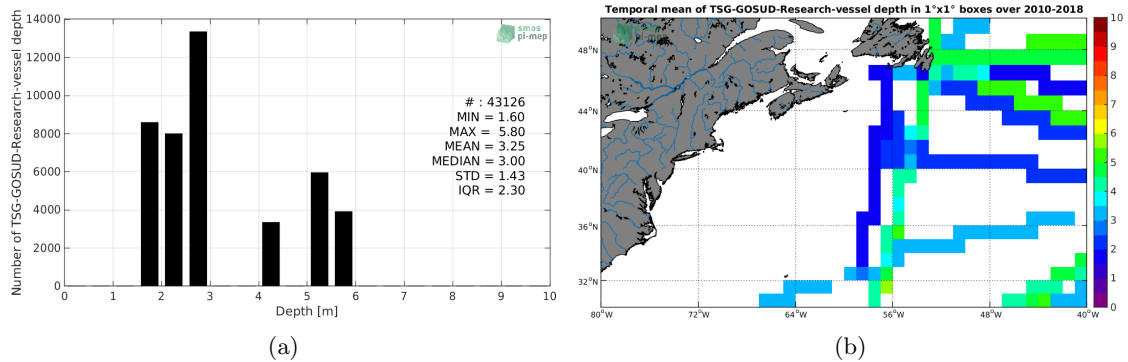 14000
12000
10000
8000
6000
4000
2000
0
Number of TSG-GOSUD-Research-vessel depth
smos
pi-mep
# : 43126
MIN = 1.60
MAX = 5.80
MEAN = 3.25
MEDIAN = 3.00
STD = 1.43
IQR = 2.30
0 1 2 3 4 5 6 7 8 9 10
Depth [m]
(a)
Temporal mean of TSG-GOSUD-Research-vessel depth in 1°x1° boxes over 2010-2018
smos
pi-mep
48°N
44°N
40°N
36°N
32°N
80°W 72°W 64°W 56°W 48°W 40°W
10
9
8
7
6
5
4
3
2
1
0
(b)